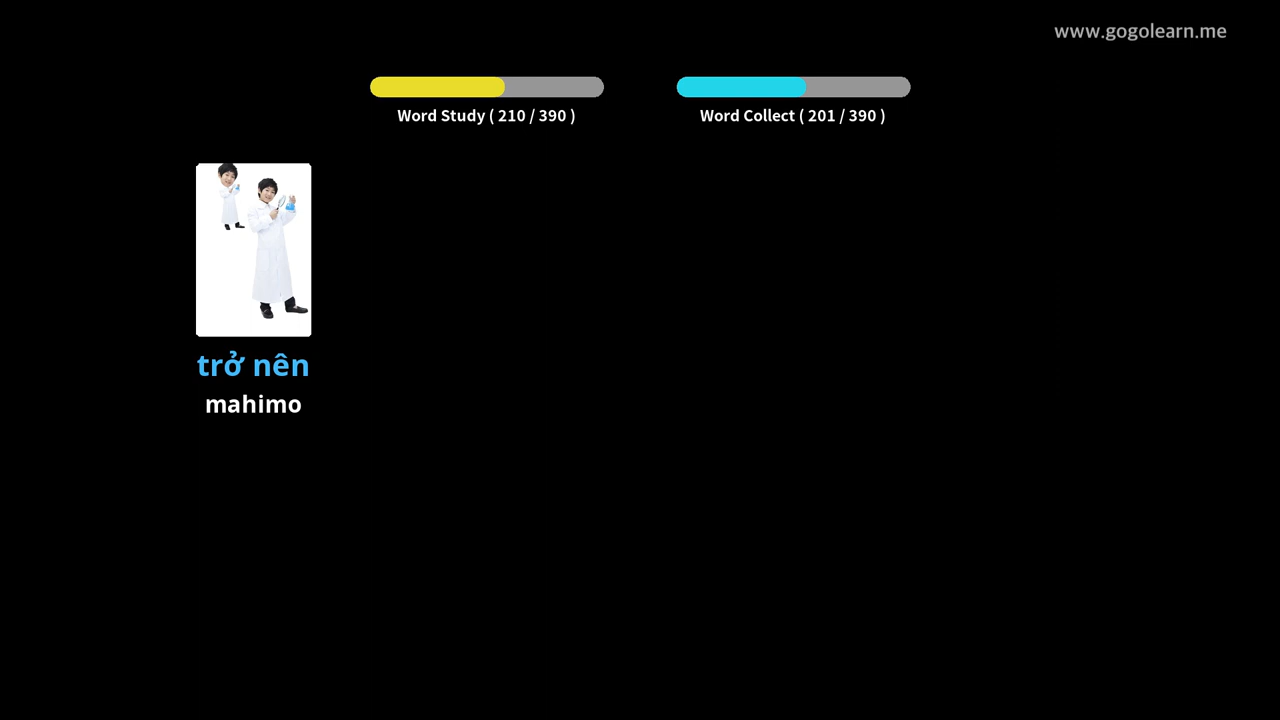 www.gogolearn.me
Word Study ( 210 / 390 )
Word Collect ( 201 / 390 )
trở nên
mahimo